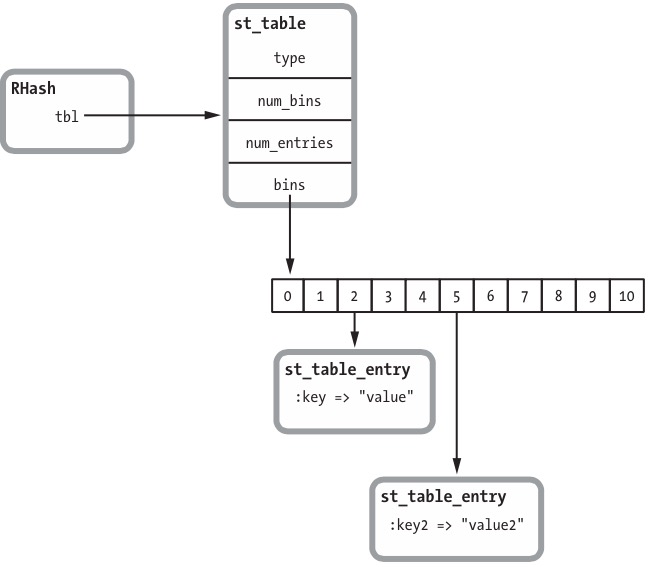 st_table
type
num_bins
num_entries
bins
RHash
tbl
0 1 2 3 4 5 6 7 8 9 10
st_table_entry
:key => "value"
st_table_entry
:key2 => "value2"